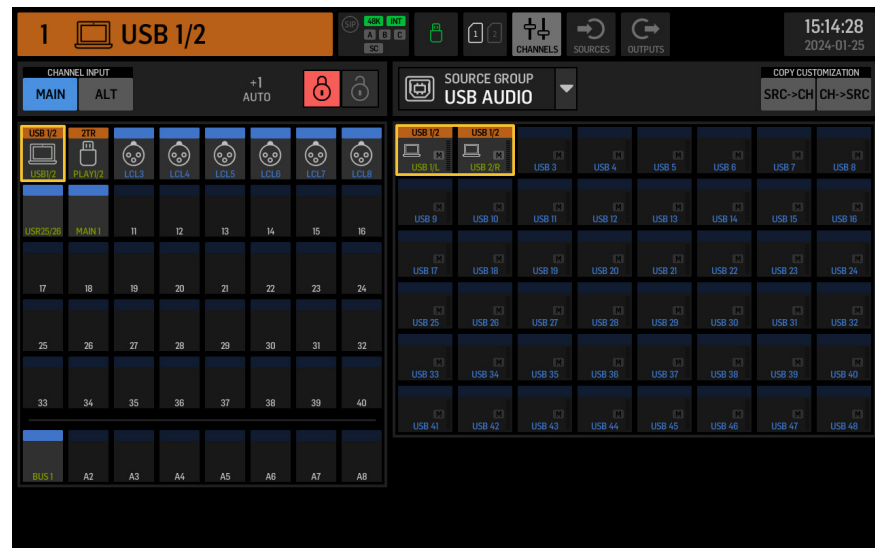 1 USB 1/2
SIP 48K INT
A B C
SC
1 2
CHANNELS SOURCES OUTPUTS
15:14:28
2024-01-25
CHANNEL INPUT
MAIN ALT
+1
AUTO
SOURCE GROUP
USB AUDIO
COPY CUSTOMIZATION
SRC->CH CH->SRC
USB 1/2 2TR
USB1/2 PLAY1/2 LCL3 LCL4 LCL5 LCL6 LCL7 LCL8
USR25/26 MAIN 1 11 12 13 14 15 16
17 18 19 20 21 22 23 24
25 26 27 28 29 30 31 32
33 34 35 36 37 38 39 40
BUS 1 A2 A3 A4 A5 A6 A7 A8
USB 1/2 USB 1/2
M M M M M M M M
USB 1/L USB 2/R USB 3 USB 4 USB 5 USB 6 USB 7 USB 8
M M M M M M M M
USB 9 USB 10 USB 11 USB 12 USB 13 USB 14 USB 15 USB 16
M M M M M M M M
USB 17 USB 18 USB 19 USB 20 USB 21 USB 22 USB 23 USB 24
M M M M M M M M
USB 25 USB 26 USB 27 USB 28 USB 29 USB 30 USB 31 USB 32
M M M M M M M M
USB 33 USB 34 USB 35 USB 36 USB 37 USB 38 USB 39 USB 40
M M M M M M M M
USB 41 USB 42 USB 43 USB 44 USB 45 USB 46 USB 47 USB 48